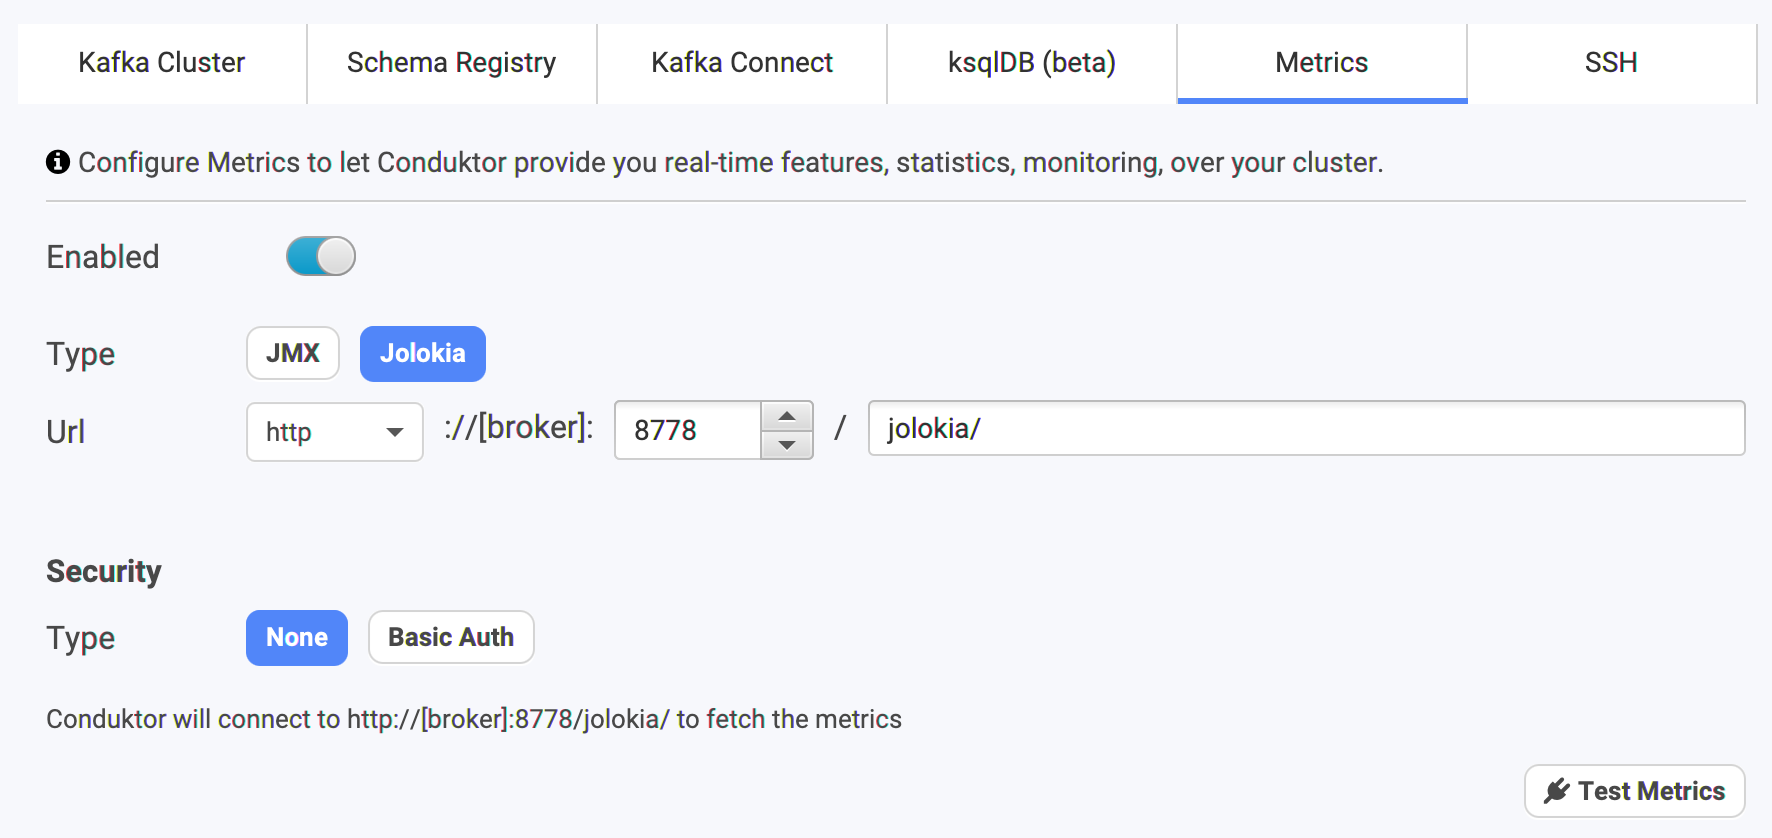 Kafka Cluster Schema Registry Kafka Connect ksqlDB (beta) Metrics SSH
Configure Metrics to let Conduktor provide you real-time features, statistics, monitoring, over your cluster.
Enabled
Type JMX Jolokia
Url http ://[broker]: 8778 / jolokia/
Security
Type None Basic Auth
Conduktor will connect to http://[broker]:8778/jolokia/ to fetch the metrics
Test Metrics